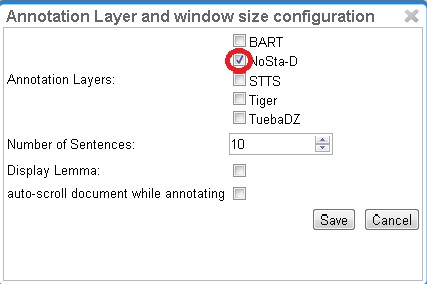 Annotation Layer and window size configuration
BART
NoSta-D
Annotation Layers:
STTS
Tiger
TuebaDZ
Number of Sentences: 10
Display Lemma:
auto-scroll document while annotating
Save Cancel